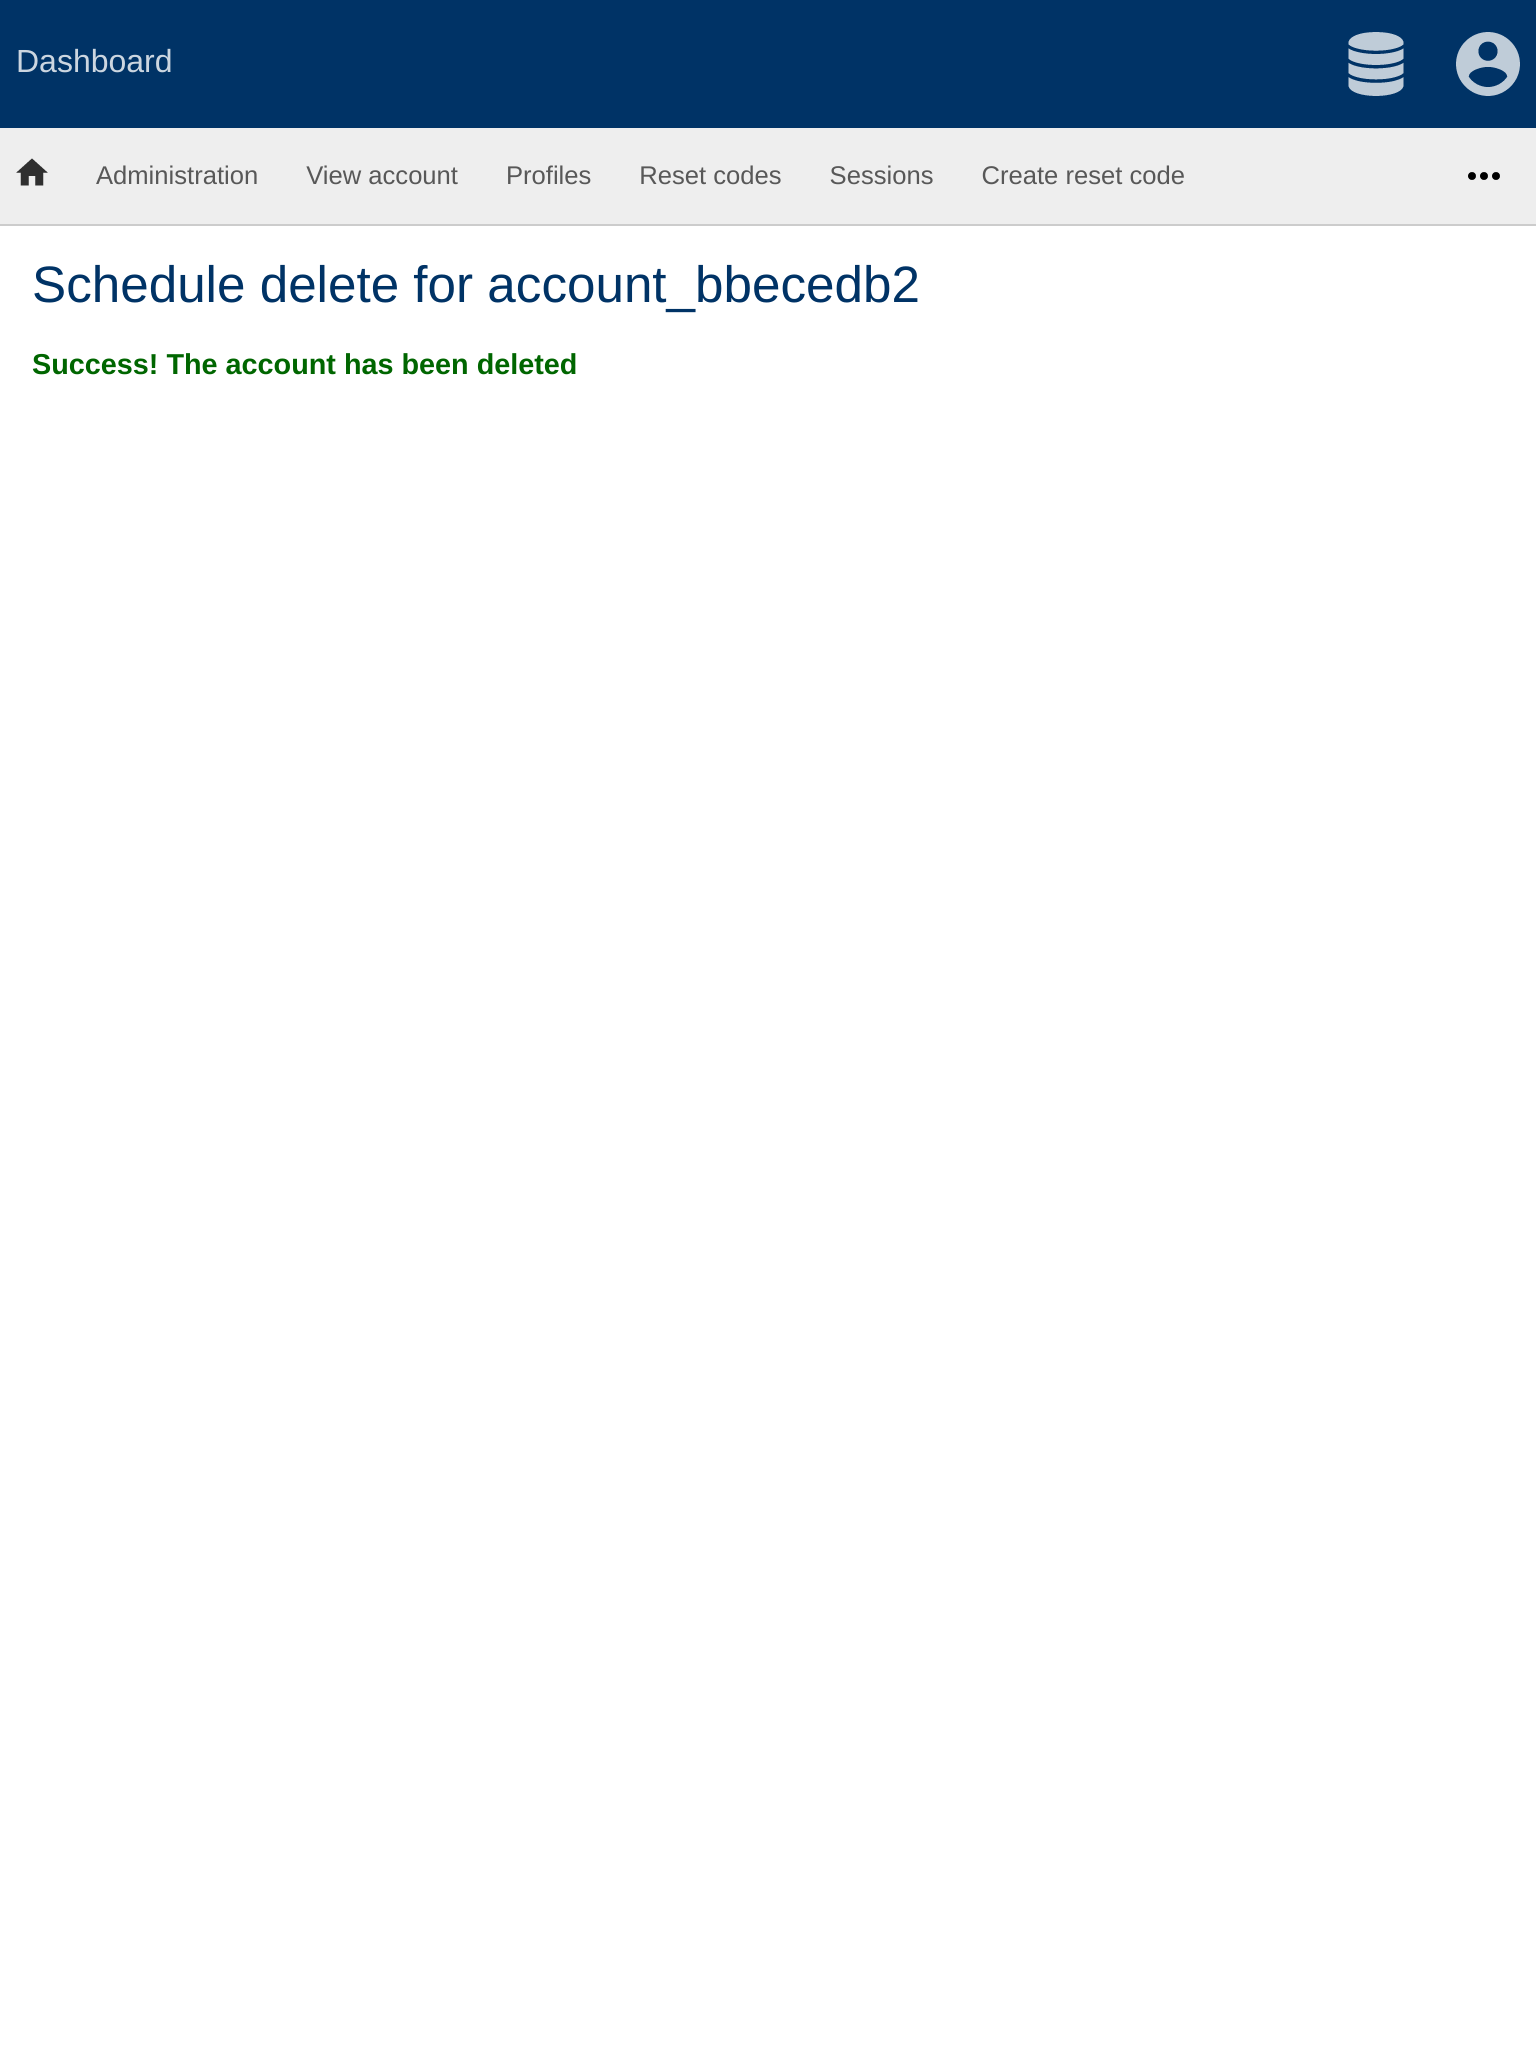 Dashboard
Administration View account Profiles Reset codes Sessions Create reset code
Schedule delete for account_bbecedb2
Success! The account has been deleted